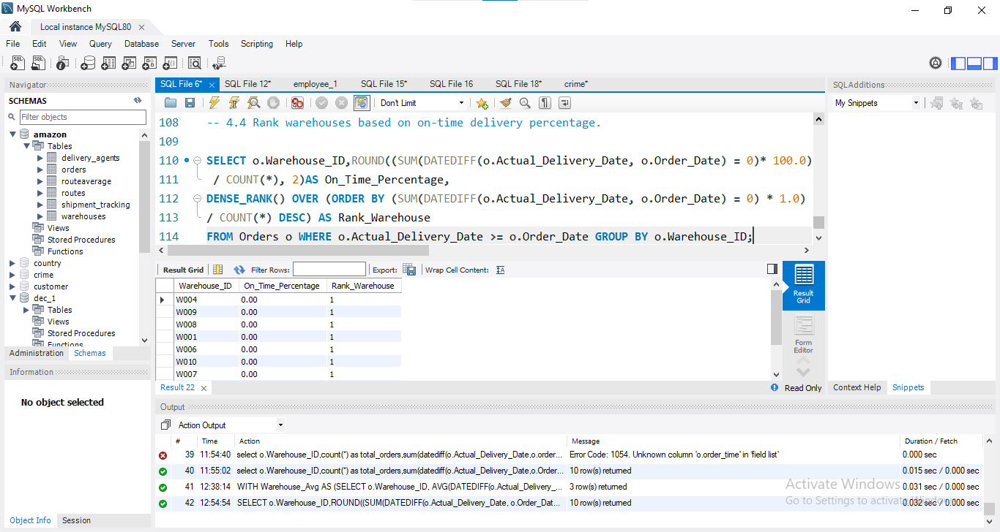 MySQL Workbench
Local instance MySQL80
File Edit View Query Database Server Tools Scripting Help
Navigator
SCHEMAS
Filter objects
amazon
Tables
delivery_agents
orders
routeaverage
routes
shipment_tracking
warehouses
Views
Stored Procedures
Functions
country
crime
customer
dec_1
Tables
Views
Stored Procedures
Functions
Administration Schemas
Information
No object selected
Object Info Session
SQL File 6* SQL File 12* employee_1 SQL File 15* SQL File 16 SQL File 18* crime*
Don't Limit
108 -- 4.4 Rank warehouses based on on-time delivery percentage.
109
110 SELECT o.Warehouse_ID,ROUND((SUM(DATEDIFF(o.Actual_Delivery_Date, o.Order_Date) = 0)* 100.0)
111 / COUNT(*), 2)AS On_Time_Percentage,
112 DENSE_RANK() OVER (ORDER BY (SUM(DATEDIFF(o.Actual_Delivery_Date, o.Order_Date) = 0) * 1.0)
113 / COUNT(*) DESC) AS Rank_Warehouse
114 FROM Orders o WHERE o.Actual_Delivery_Date >= o.Order_Date GROUP BY o.Warehouse_ID;
Result Grid Filter Rows: Export: Wrap Cell Content:
Warehouse_ID On_Time_Percentage Rank_Warehouse
W004 0.00 1
W009 0.00 1
W008 0.00 1
W001 0.00 1
W006 0.00 1
W010 0.00 1
W007 0.00 1
Result Grid
Form Editor
Result 22
Read Only
SQLAdditions
My Snippets
Context Help Snippets
Output
Action Output
# Time Action Message Duration / Fetch
39 11:54:40 select o.Warehouse_ID,count(*) as total_orders,sum(datediff(o.Actual_Delivery_Date,o.order... Error Code: 1054. Unknown column 'o.order_time' in 'field list' 0.000 sec
40 11:55:02 select o.Warehouse_ID,count(*) as total_orders,sum(datediff(o.Actual_Delivery_Date,o.Order... 10 row(s) returned 0.015 sec / 0.000 sec
41 12:38:14 WITH Warehouse_Avg AS (SELECT o.Warehouse_ID, AVG(DATEDIFF(o.Actual_Delivery_... 3 row(s) returned 0.031 sec / 0.000 sec
42 12:54:54 SELECT o.Warehouse_ID,ROUND((SUM(DATEDIFF(o.Actual_Delivery_Date, o.Order_Dat... 10 row(s) returned 0.032 sec / 0.000 sec
Activate Windows
Go to Settings to activate Windows.